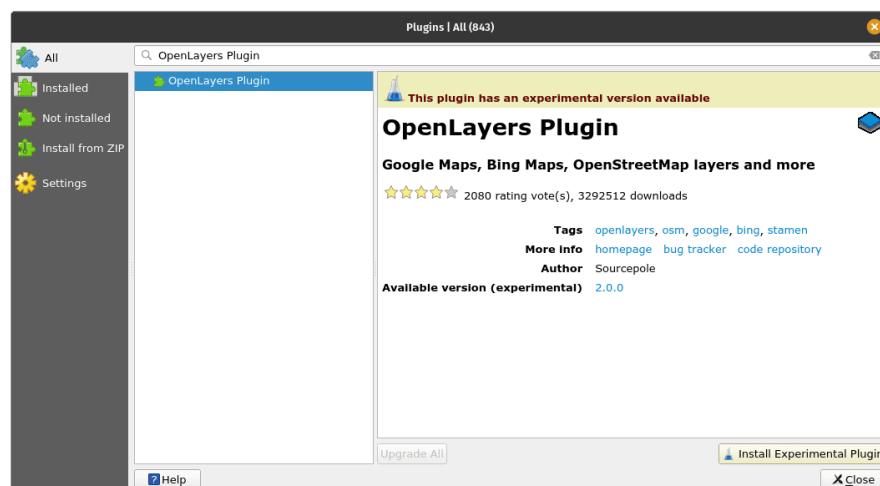 Plugins | All (843)
All
OpenLayers Plugin
Installed
Not installed
Install from ZIP
Settings
OpenLayers Plugin
This plugin has an experimental version available
OpenLayers Plugin
Google Maps, Bing Maps, OpenStreetMap layers and more
2080 rating vote(s), 3292512 downloads
Tags openlayers, osm, google, bing, stamen
More info homepage bug tracker code repository
Author Sourcepole
Available version (experimental) 2.0.0
Upgrade All
Install Experimental Plugin
Help
Close